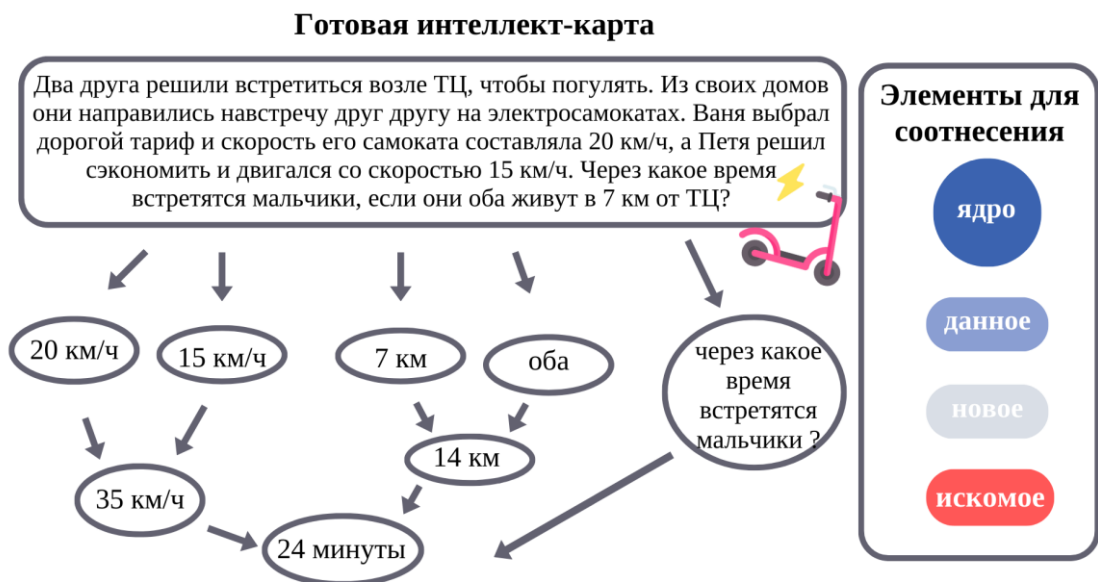 Готовая интеллект-карта
Два друга решили встретиться возле ТЦ, чтобы погулять. Из своих домов
они направились навстречу друг другу на электросамокатах. Ваня выбрал
дорогой тариф и скорость его самоката составляла 20 км/ч, а Петя решил
сэкономить и двигался со скоростью 15 км/ч. Через какое время
встретятся мальчики, если они оба живут в 7 км от ТЦ?
20 км/ч
15 км/ч
7 км
оба
через какое
время
встретятся
мальчики ?
14 км
35 км/ч
24 минуты
Элементы для
соотнесения
ядро
данное
новое
искомое